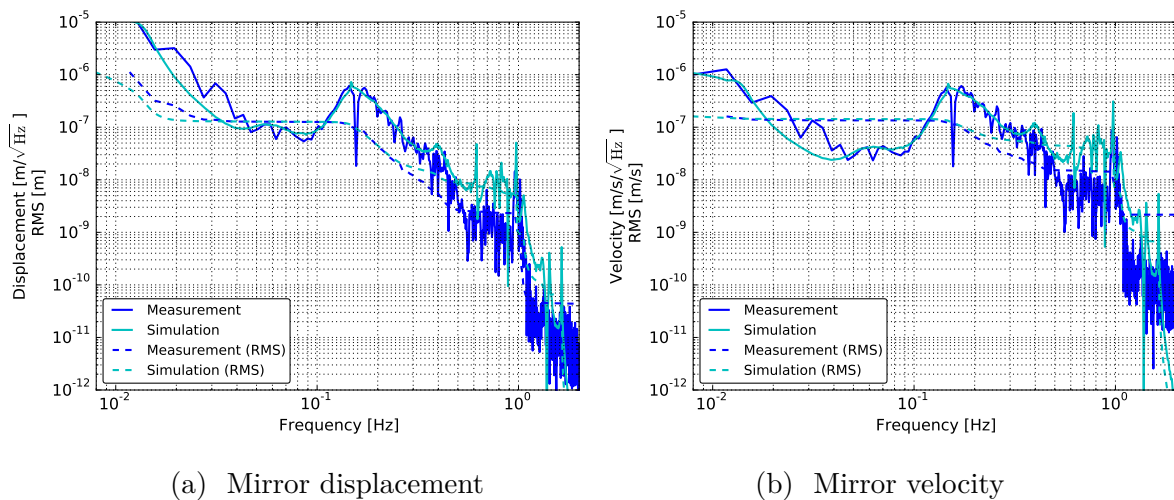 Displacement [m/√Hz]
RMS [m]
10^-5
10^-6
10^-7
10^-8
10^-9
10^-10
10^-11
10^-12
Measurement
Simulation
Measurement (RMS)
Simulation (RMS)
10^-2 10^-1 10^0
Frequency [Hz]
(a) Mirror displacement
Velocity [m/s/√Hz]
RMS [m/s]
10^-5
10^-6
10^-7
10^-8
10^-9
10^-10
10^-11
10^-12
Measurement
Simulation
Measurement (RMS)
Simulation (RMS)
10^-2 10^-1 10^0
Frequency [Hz]
(b) Mirror velocity